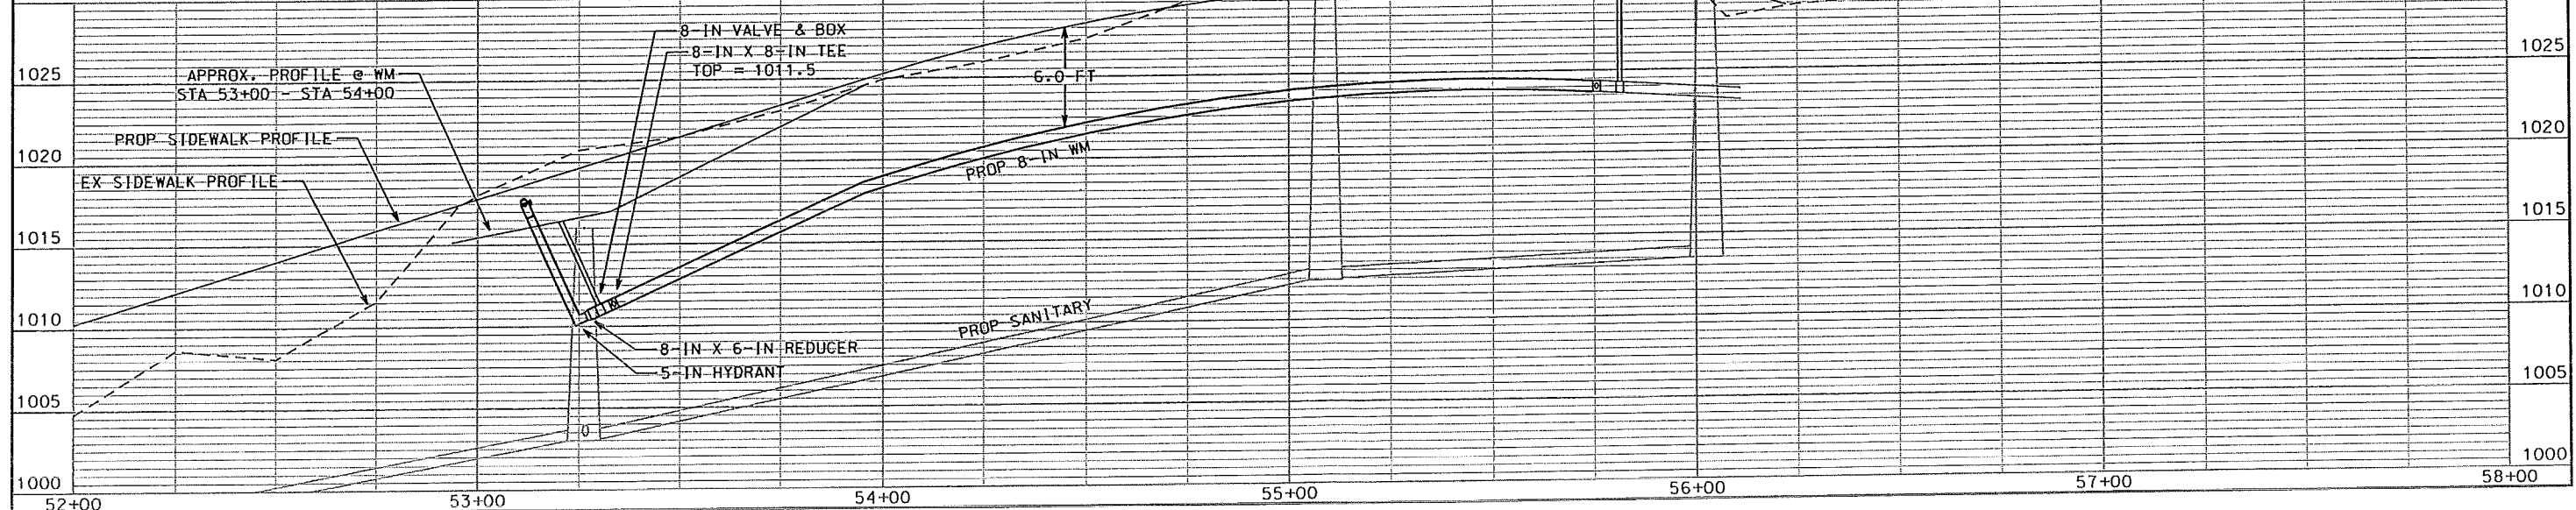 8-IN VALVE & BOX
8-IN X 8-IN TEE
TOP = 1011.5
1025
APPROX. PROFILE @ WM
STA 53+00 - STA 54+00
6.0 FT
1025
PROP SIDEWALK PROFILE
1020
1020
EX SIDEWALK PROFILE
PROP 8-IN WM
1015
1015
1010
PROP SANITARY
1010
8-IN X 6-IN REDUCER
5-IN HYDRANT
1005
1005
0
1000
1000
52+00
53+00
54+00
55+00
56+00
57+00
58+00